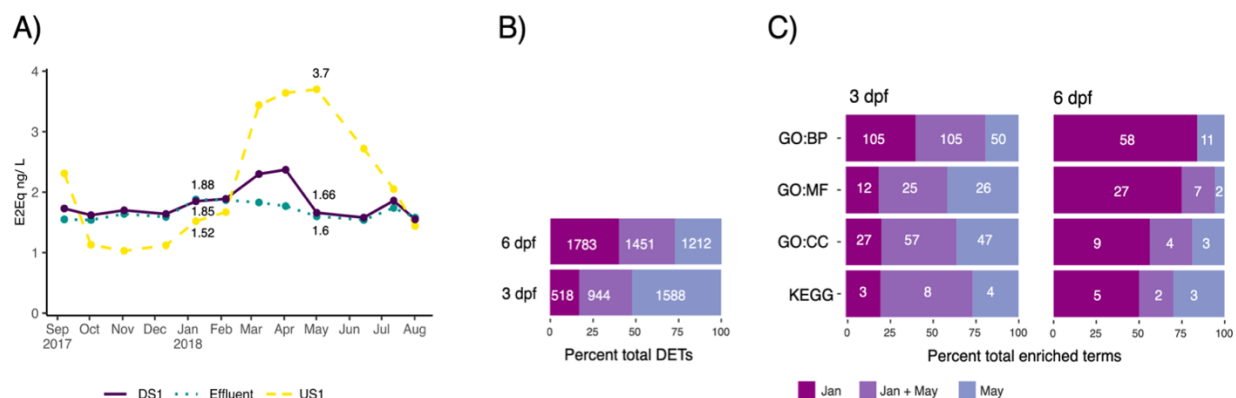 A)
B)
C)
4
3
2
1
0
E2Eq ng/ L
3.7
1.88
1.85
1.52
1.66
1.6
Sep Oct Nov Dec Jan Feb Mar Apr May Jun Jul Aug
2017 2018
DS1 Effluent US1
6 dpf 1783 1451 1212
3 dpf 518 944 1588
0 25 50 75 100
Percent total DETs
3 dpf 6 dpf
GO:BP 105 105 50 58 11
GO:MF 12 25 26 27 7 2
GO:CC 27 57 47 9 4 3
KEGG 3 8 4 5 2 3
0 25 50 75 100 0 25 50 75 100
Percent total enriched terms
Jan Jan + May May